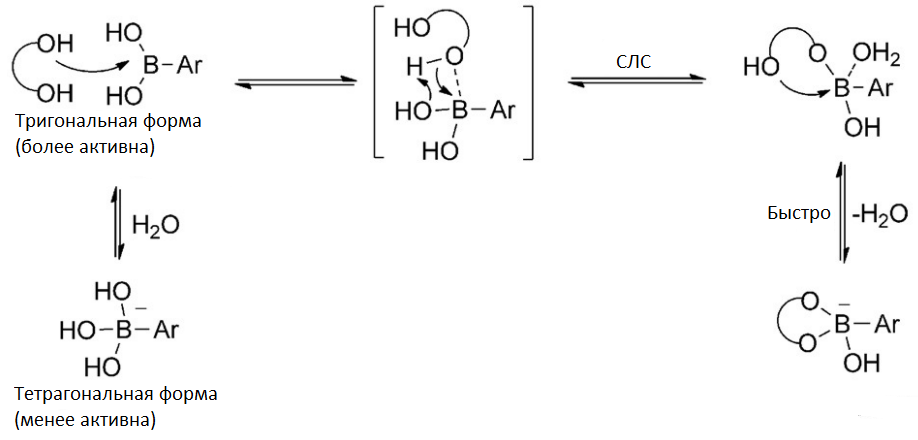 OH
OH
HO
B–Ar
HO
Тригональная форма
(более активна)
HO
H–O
HO–B–Ar
HO
СЛС
HO
O
OH₂
B–Ar
OH
H₂O
Быстро
-H₂O
HO
HO–B–Ar
HO
Тетрагональная форма
(менее активна)
O
B–Ar
O
OH